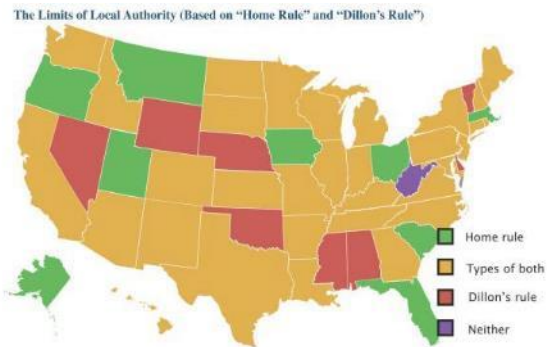 The Limits of Local Authority (Based on “Home Rule” and “Dillon’s Rule”)
Home rule
Types of both
Dillon's rule
Neither